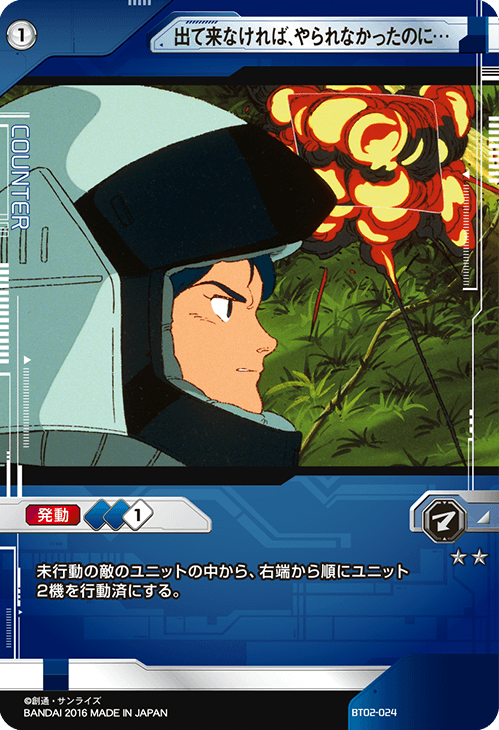 1
出て来なければ、やられなかったのに…
COUNTER
発動 1
未行動の敵のユニットの中から、右端から順にユニット
2機を行動済にする。
©創通・サンライズ
BANDAI 2016 MADE IN JAPAN
BT02-024